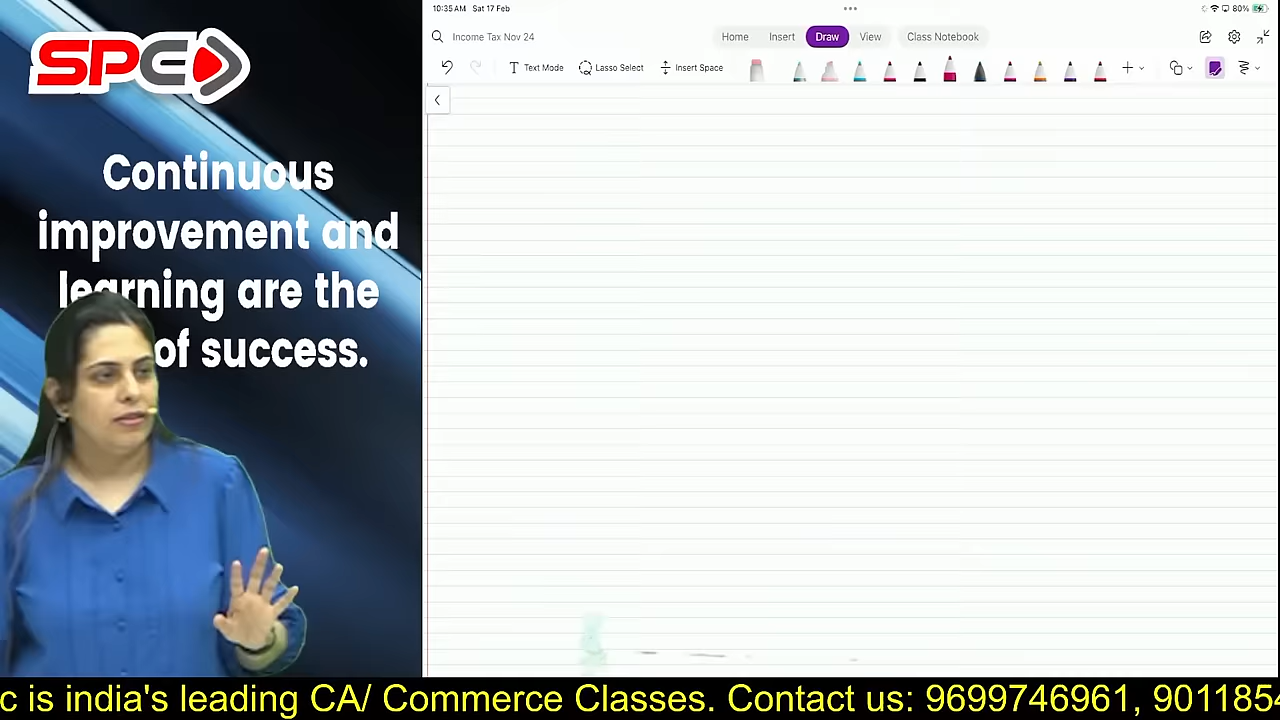 10:35 AM Sat 17 Feb
80%
SPC
Income Tax Nov 24
Home Insert Draw View Class Notebook
Text Mode Lasso Select Insert Space
Continuous
improvement and
learning are the
of success.
c is india's leading CA/ Commerce Classes. Contact us: 9699746961, 901185